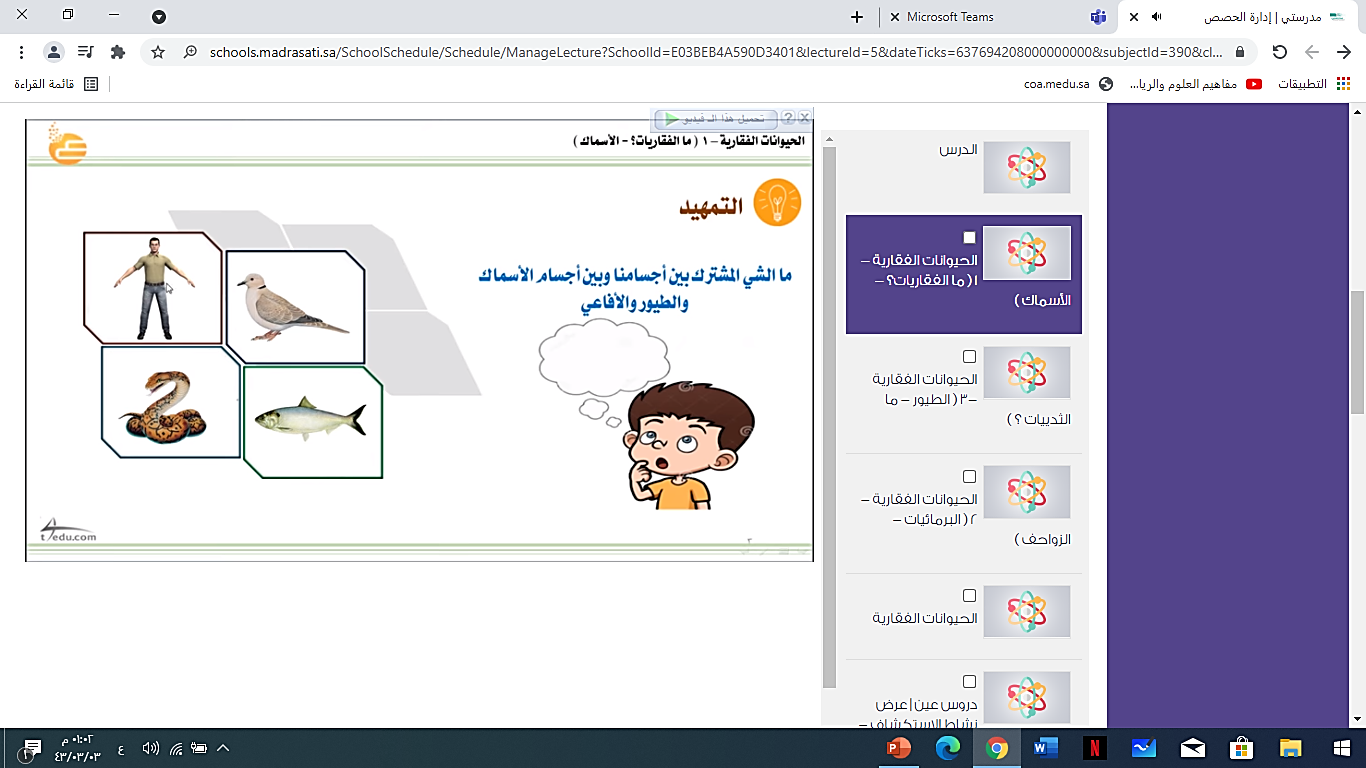 مدرستي | إدارة الحصص
Microsoft Teams
schools.madrasati.sa/SchoolSchedule/Schedule/ManageLecture?SchoolId=E03BEB4A590D3401&lectureId=5&dateTicks=637694208000000000&subjectId=390&cl...
التطبيقات
مفاهيم العلوم والريا...
coa.medu.sa
قائمة القراءة
تحميل هذا الـ فيديو
الحيوانات الفقارية – ١ ( ما الفقاريات؟ - الأسماك )
التمهيد
ما الشي المشترك بين أجسامنا وبين أجسام الأسماك
والطيور والأفاعي
edu.com
٣
الدرس
الحيوانات الفقارية –
١ ( ما الفقاريات؟ –
الأسماك )
الحيوانات الفقارية
–٣ ( الطيور – ما
الثدييات ؟ )
الحيوانات الفقارية –
٢ ( البرمائيات –
الزواحف )
الحيوانات الفقارية
دروس عين | عرض
نشاط الاستكشاف –
٠١:٠٢ م
٤٣/٠٣/٠٣
ع